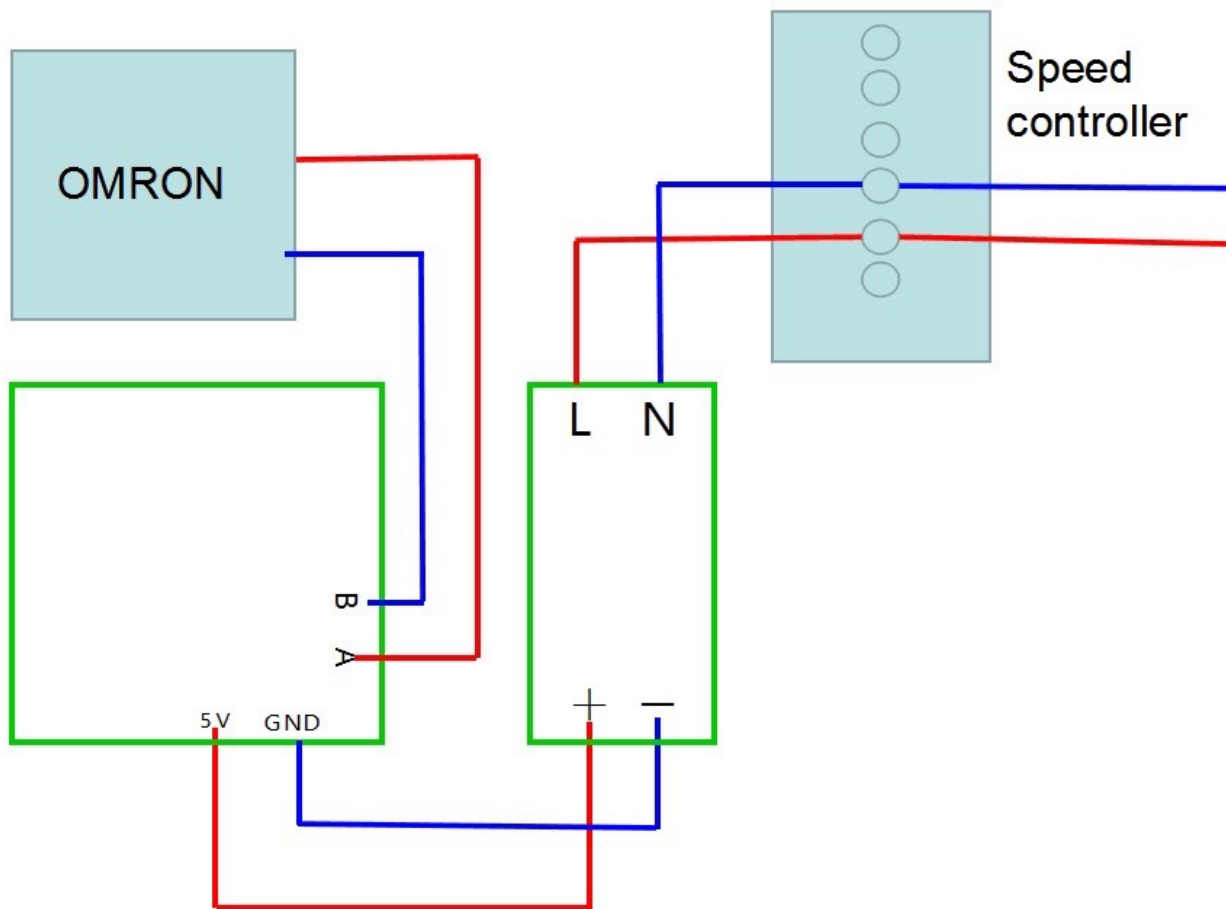 OMRON
Speed
controller
L N
B
A
5V GND
+ −